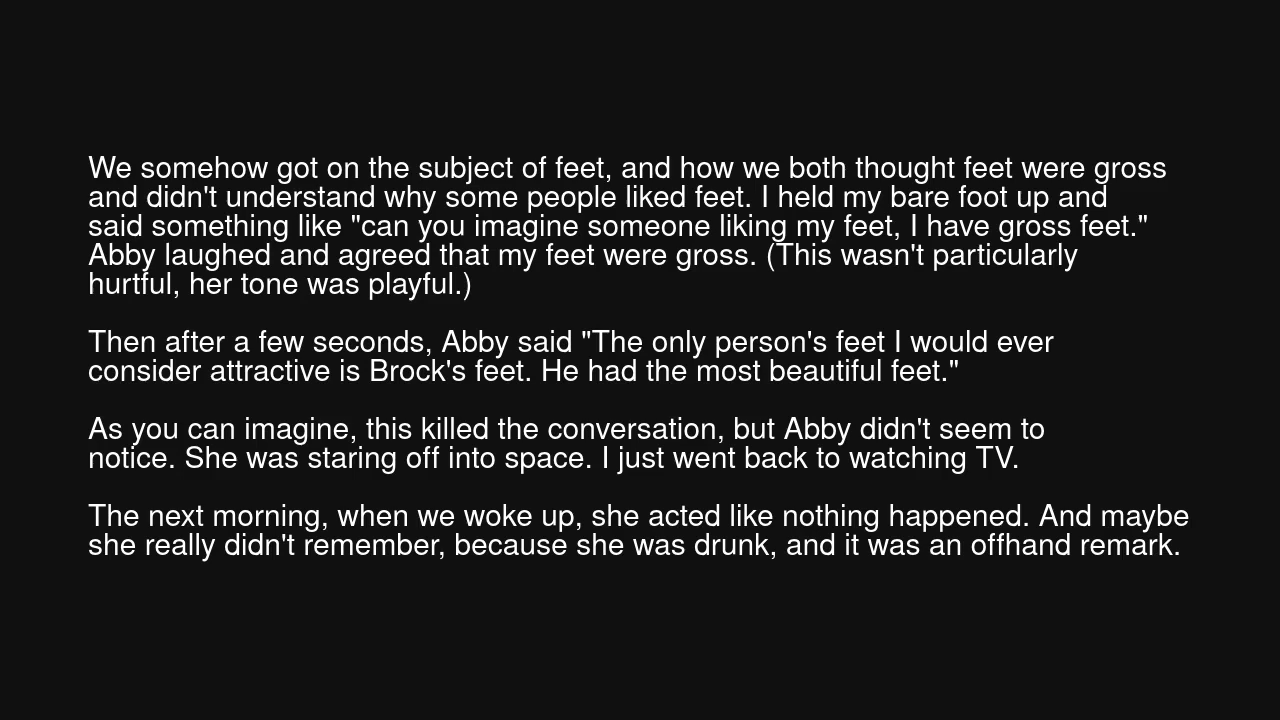 We somehow got on the subject of feet, and how we both thought feet were gross
and didn't understand why some people liked feet. I held my bare foot up and
said something like "can you imagine someone liking my feet, I have gross feet."
Abby laughed and agreed that my feet were gross. (This wasn't particularly
hurtful, her tone was playful.)
Then after a few seconds, Abby said "The only person's feet I would ever
consider attractive is Brock's feet. He had the most beautiful feet."
As you can imagine, this killed the conversation, but Abby didn't seem to
notice. She was staring off into space. I just went back to watching TV.
The next morning, when we woke up, she acted like nothing happened. And maybe
she really didn't remember, because she was drunk, and it was an offhand remark.